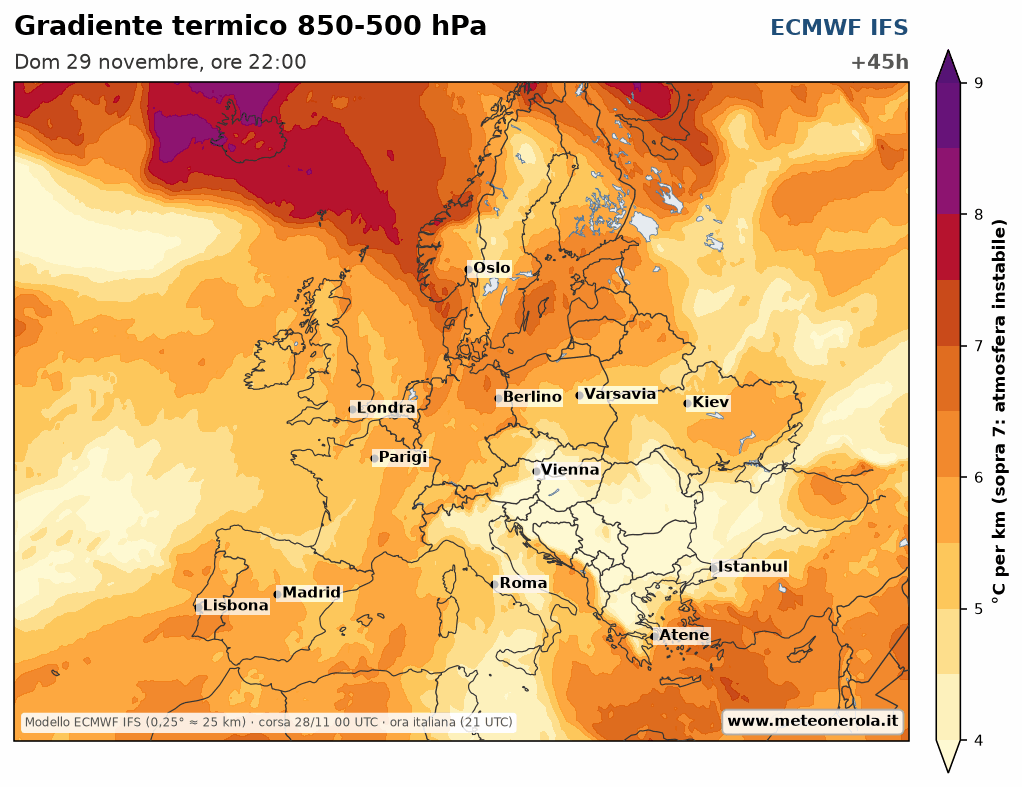 Gradiente termico 850-500 hPa
ECMWF IFS
Dom 29 novembre, ore 22:00
+45h
9
8
7
6
5
4
°C per km (sopra 7: atmosfera instabile)
Oslo
Berlino
Varsavia
Kiev
Londra
Parigi
Vienna
Istanbul
Roma
Madrid
Lisbona
Atene
Modello ECMWF IFS (0,25° ≈ 25 km) · corsa 28/11 00 UTC · ora italiana (21 UTC)
www.meteonerola.it